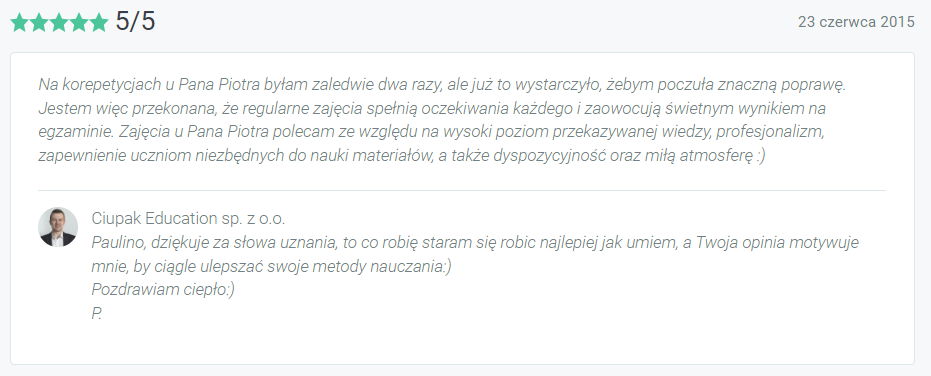 5/5
23 czerwca 2015
Na korepetycjach u Pana Piotra byłam zaledwie dwa razy, ale już to wystarczyło, żebym poczuła znaczną poprawę.
Jestem więc przekonana, że regularne zajęcia spełnią oczekiwania każdego i zaowocują świetnym wynikiem na
egzaminie. Zajęcia u Pana Piotra polecam ze względu na wysoki poziom przekazywanej wiedzy, profesjonalizm,
zapewnienie uczniom niezbędnych do nauki materiałów, a także dyspozycyjność oraz miłą atmosferę :)
Ciupak Education sp. z o.o.
Paulino, dziękuje za słowa uznania, to co robię staram się robic najlepiej jak umiem, a Twoja opinia motywuje
mnie, by ciągle ulepszać swoje metody nauczania:)
Pozdrawiam ciepło:)
P.